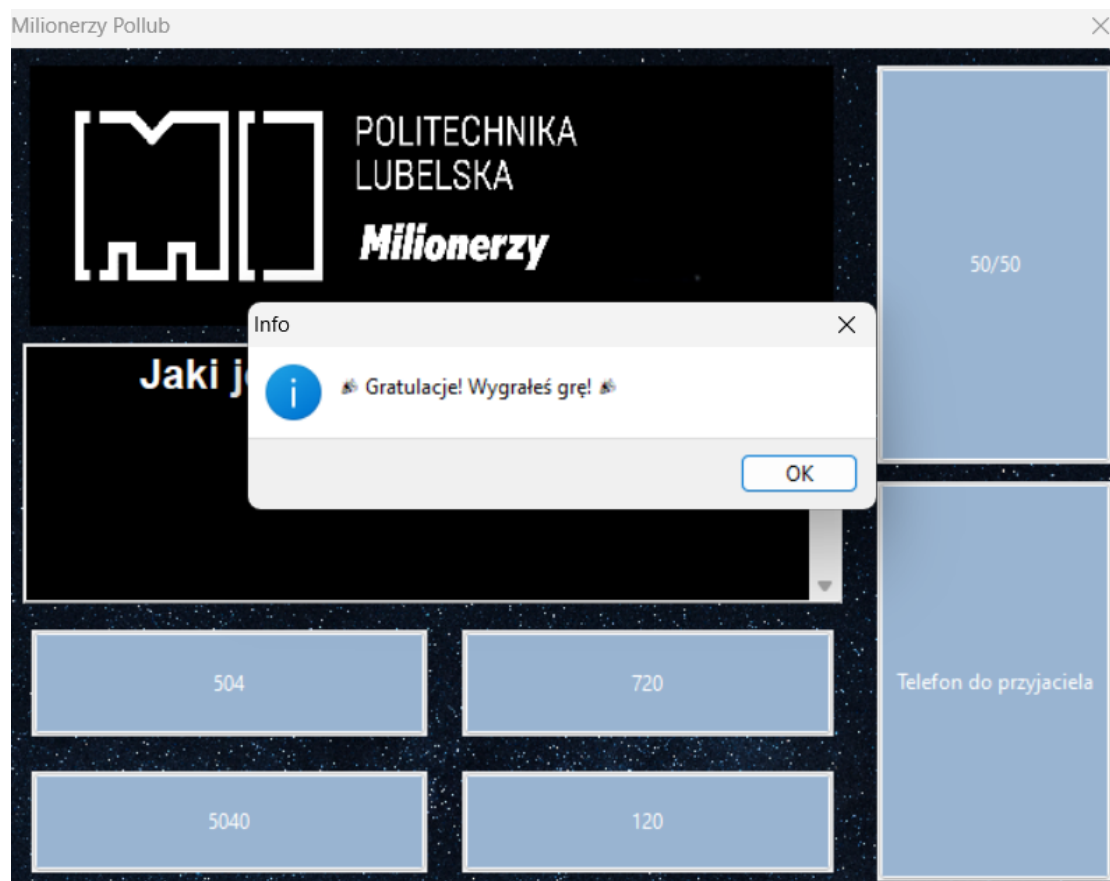 Milionerzy Pollub
POLITECHNIKA
LUBELSKA
Milionerzy
50/50
Info
Jaki
Gratulacje! Wygrałeś grę!
OK
504
720
Telefon do przyjaciela
5040
120